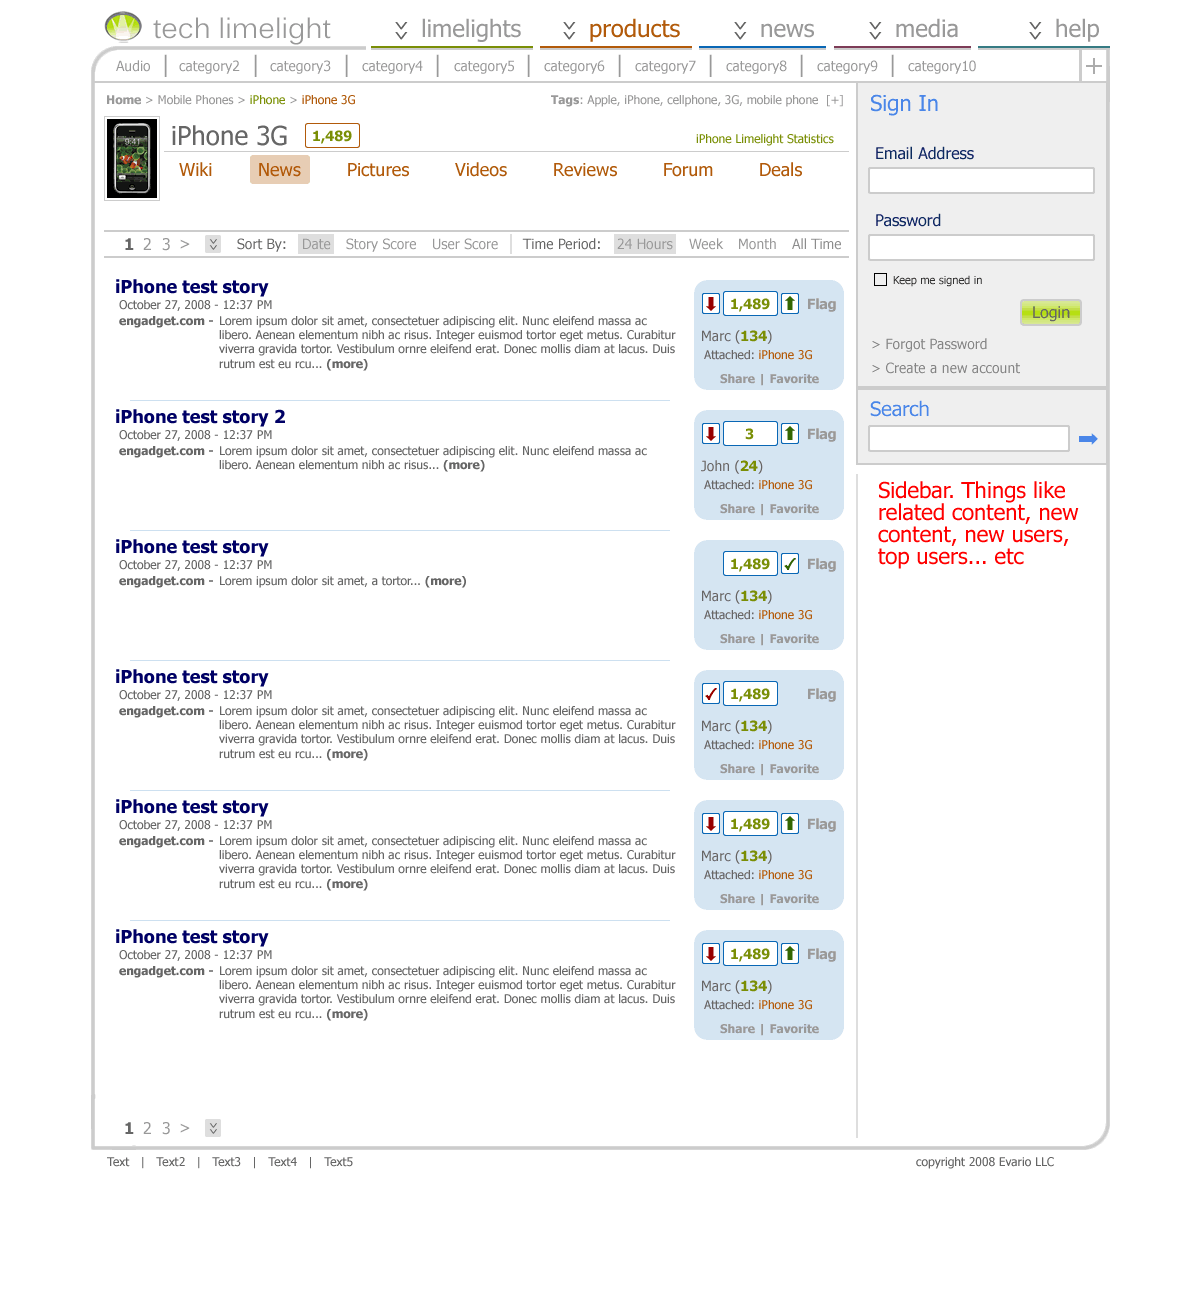 tech limelight
limelights products news media help
Audio category2 category3 category4 category5 category6 category7 category8 category9 category10
Home > Mobile Phones > iPhone > iPhone 3G Tags: Apple, iPhone, cellphone, 3G, mobile phone [+]
iPhone 3G 1,489 iPhone Limelight Statistics
Wiki News Pictures Videos Reviews Forum Deals
1 2 3 > Sort By: Date Story Score User Score Time Period: 24 Hours Week Month All Time
iPhone test story
October 27, 2008 - 12:37 PM
engadget.com - Lorem ipsum dolor sit amet, consectetuer adipiscing elit. Nunc eleifend massa ac
libero. Aenean elementum nibh ac risus. Integer euismod tortor eget metus. Curabitur
viverra gravida tortor. Vestibulum ornre eleifend erat. Donec mollis diam at lacus. Duis
rutrum est eu rcu... (more)
1,489 Flag
Marc (134)
Attached: iPhone 3G
Share | Favorite
iPhone test story 2
October 27, 2008 - 12:37 PM
engadget.com - Lorem ipsum dolor sit amet, consectetuer adipiscing elit. Nunc eleifend massa ac
libero. Aenean elementum nibh ac risus... (more)
3 Flag
John (24)
Attached: iPhone 3G
Share | Favorite
iPhone test story
October 27, 2008 - 12:37 PM
engadget.com - Lorem ipsum dolor sit amet, a tortor... (more)
1,489 Flag
Marc (134)
Attached: iPhone 3G
Share | Favorite
iPhone test story
October 27, 2008 - 12:37 PM
engadget.com - Lorem ipsum dolor sit amet, consectetuer adipiscing elit. Nunc eleifend massa ac
libero. Aenean elementum nibh ac risus. Integer euismod tortor eget metus. Curabitur
viverra gravida tortor. Vestibulum ornre eleifend erat. Donec mollis diam at lacus. Duis
rutrum est eu rcu... (more)
1,489 Flag
Marc (134)
Attached: iPhone 3G
Share | Favorite
iPhone test story
October 27, 2008 - 12:37 PM
engadget.com - Lorem ipsum dolor sit amet, consectetuer adipiscing elit. Nunc eleifend massa ac
libero. Aenean elementum nibh ac risus. Integer euismod tortor eget metus. Curabitur
viverra gravida tortor. Vestibulum ornre eleifend erat. Donec mollis diam at lacus. Duis
rutrum est eu rcu... (more)
1,489 Flag
Marc (134)
Attached: iPhone 3G
Share | Favorite
iPhone test story
October 27, 2008 - 12:37 PM
engadget.com - Lorem ipsum dolor sit amet, consectetuer adipiscing elit. Nunc eleifend massa ac
libero. Aenean elementum nibh ac risus. Integer euismod tortor eget metus. Curabitur
viverra gravida tortor. Vestibulum ornre eleifend erat. Donec mollis diam at lacus. Duis
rutrum est eu rcu... (more)
1,489 Flag
Marc (134)
Attached: iPhone 3G
Share | Favorite
1 2 3 >
Sign In
Email Address
Password
Keep me signed in
Login
> Forgot Password
> Create a new account
Search
Sidebar. Things like
related content, new
content, new users,
top users... etc
Text | Text2 | Text3 | Text4 | Text5 copyright 2008 Evario LLC